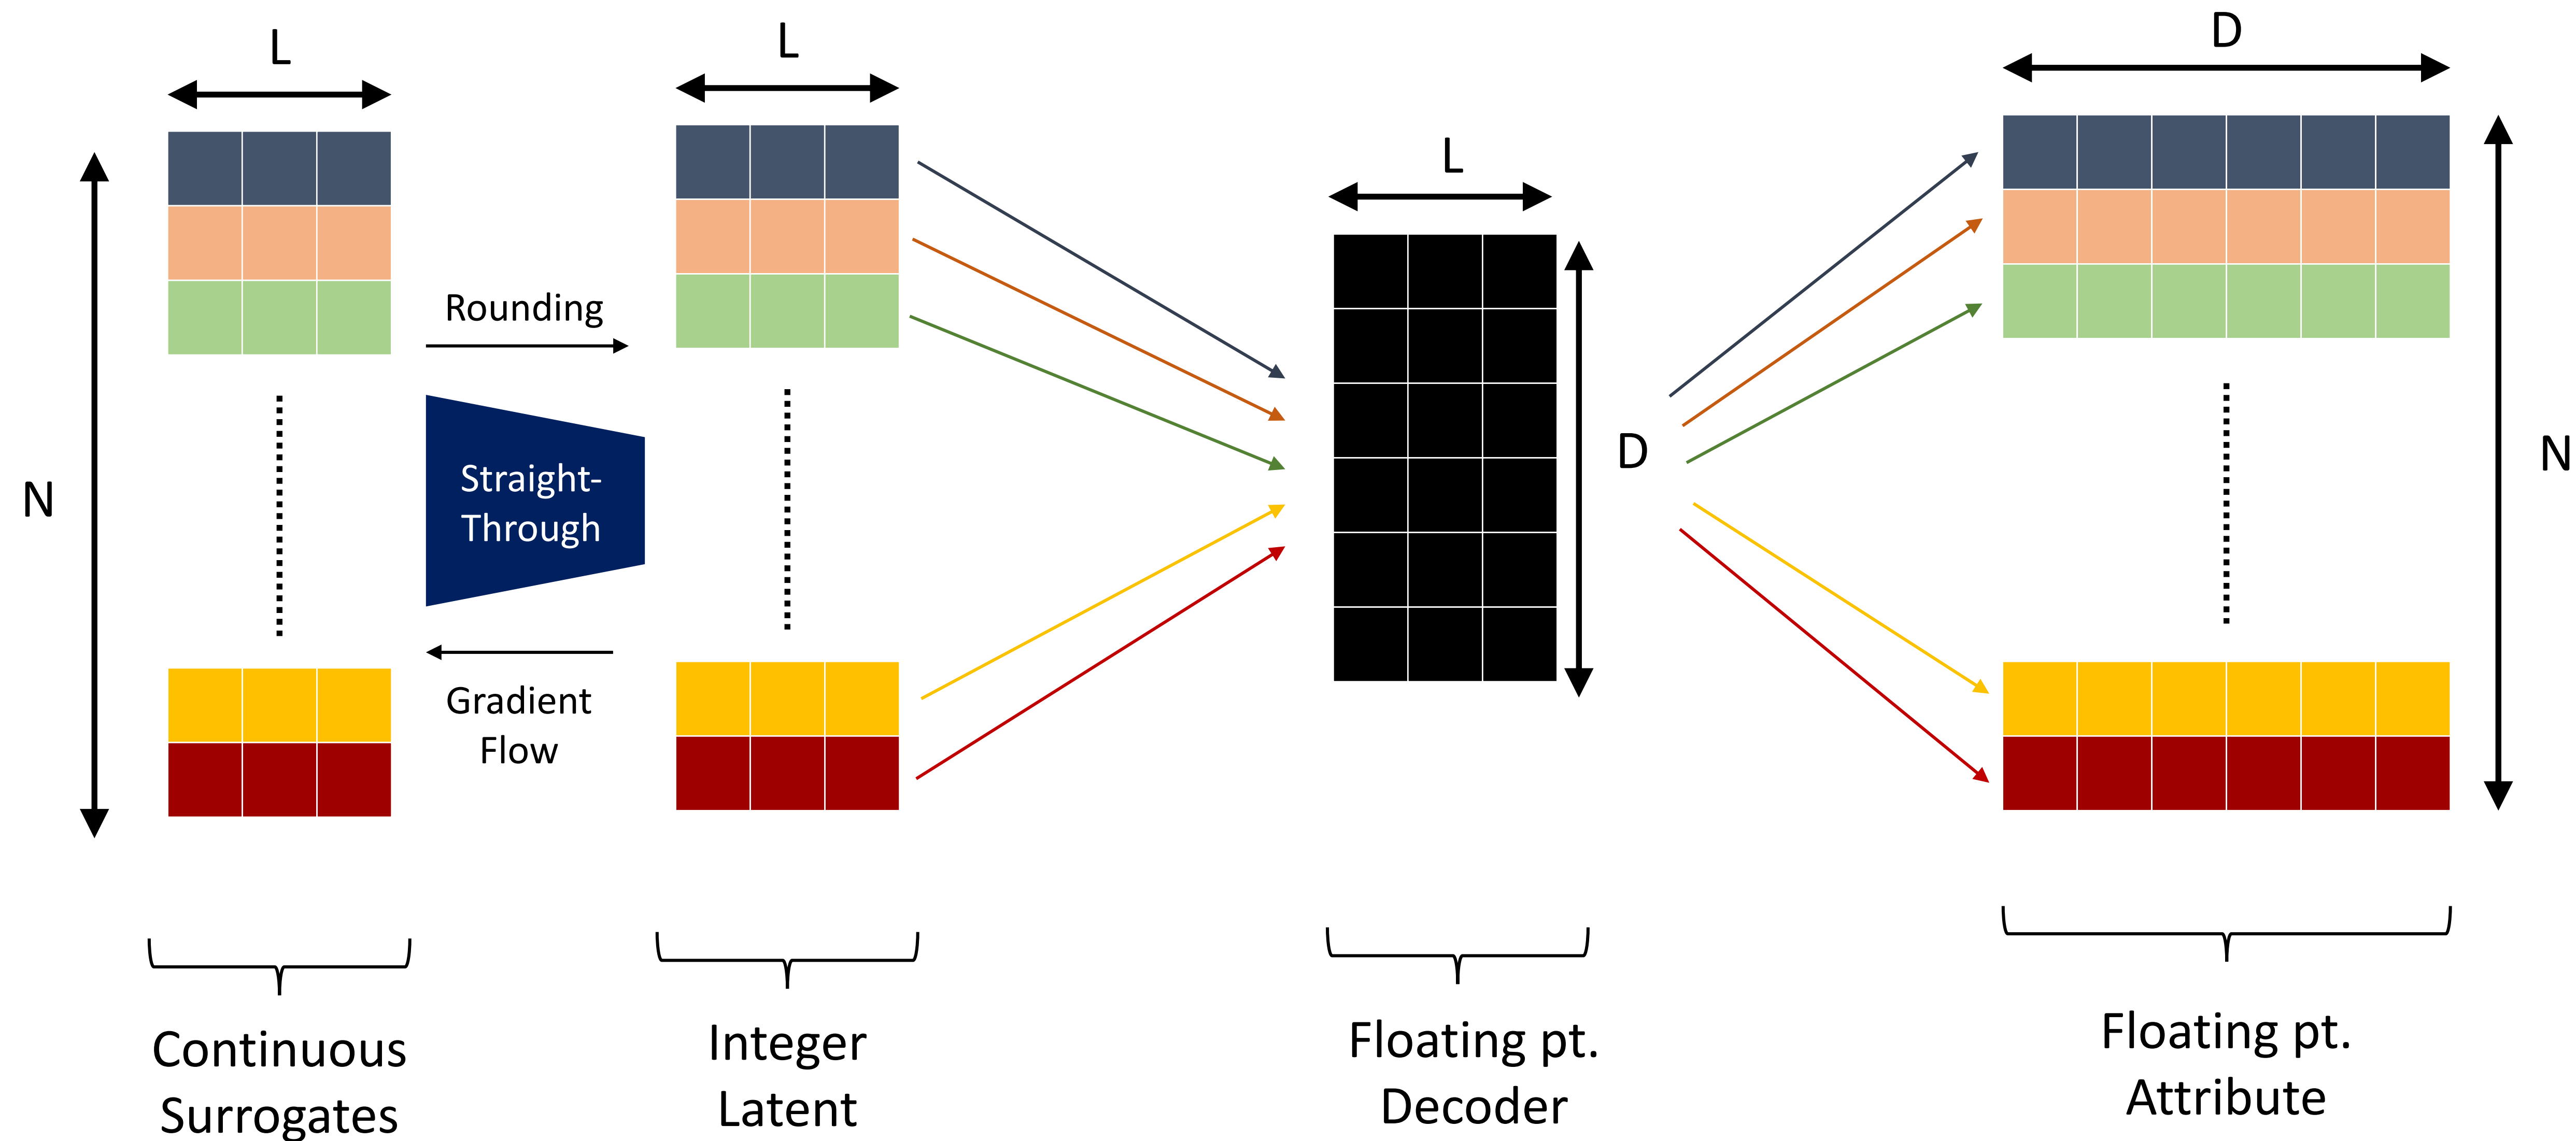 L
L
L
D
N
Rounding
Straight-
Through
Gradient
Flow
D
N
Continuous
Surrogates
Integer
Latent
Floating pt.
Decoder
Floating pt.
Attribute